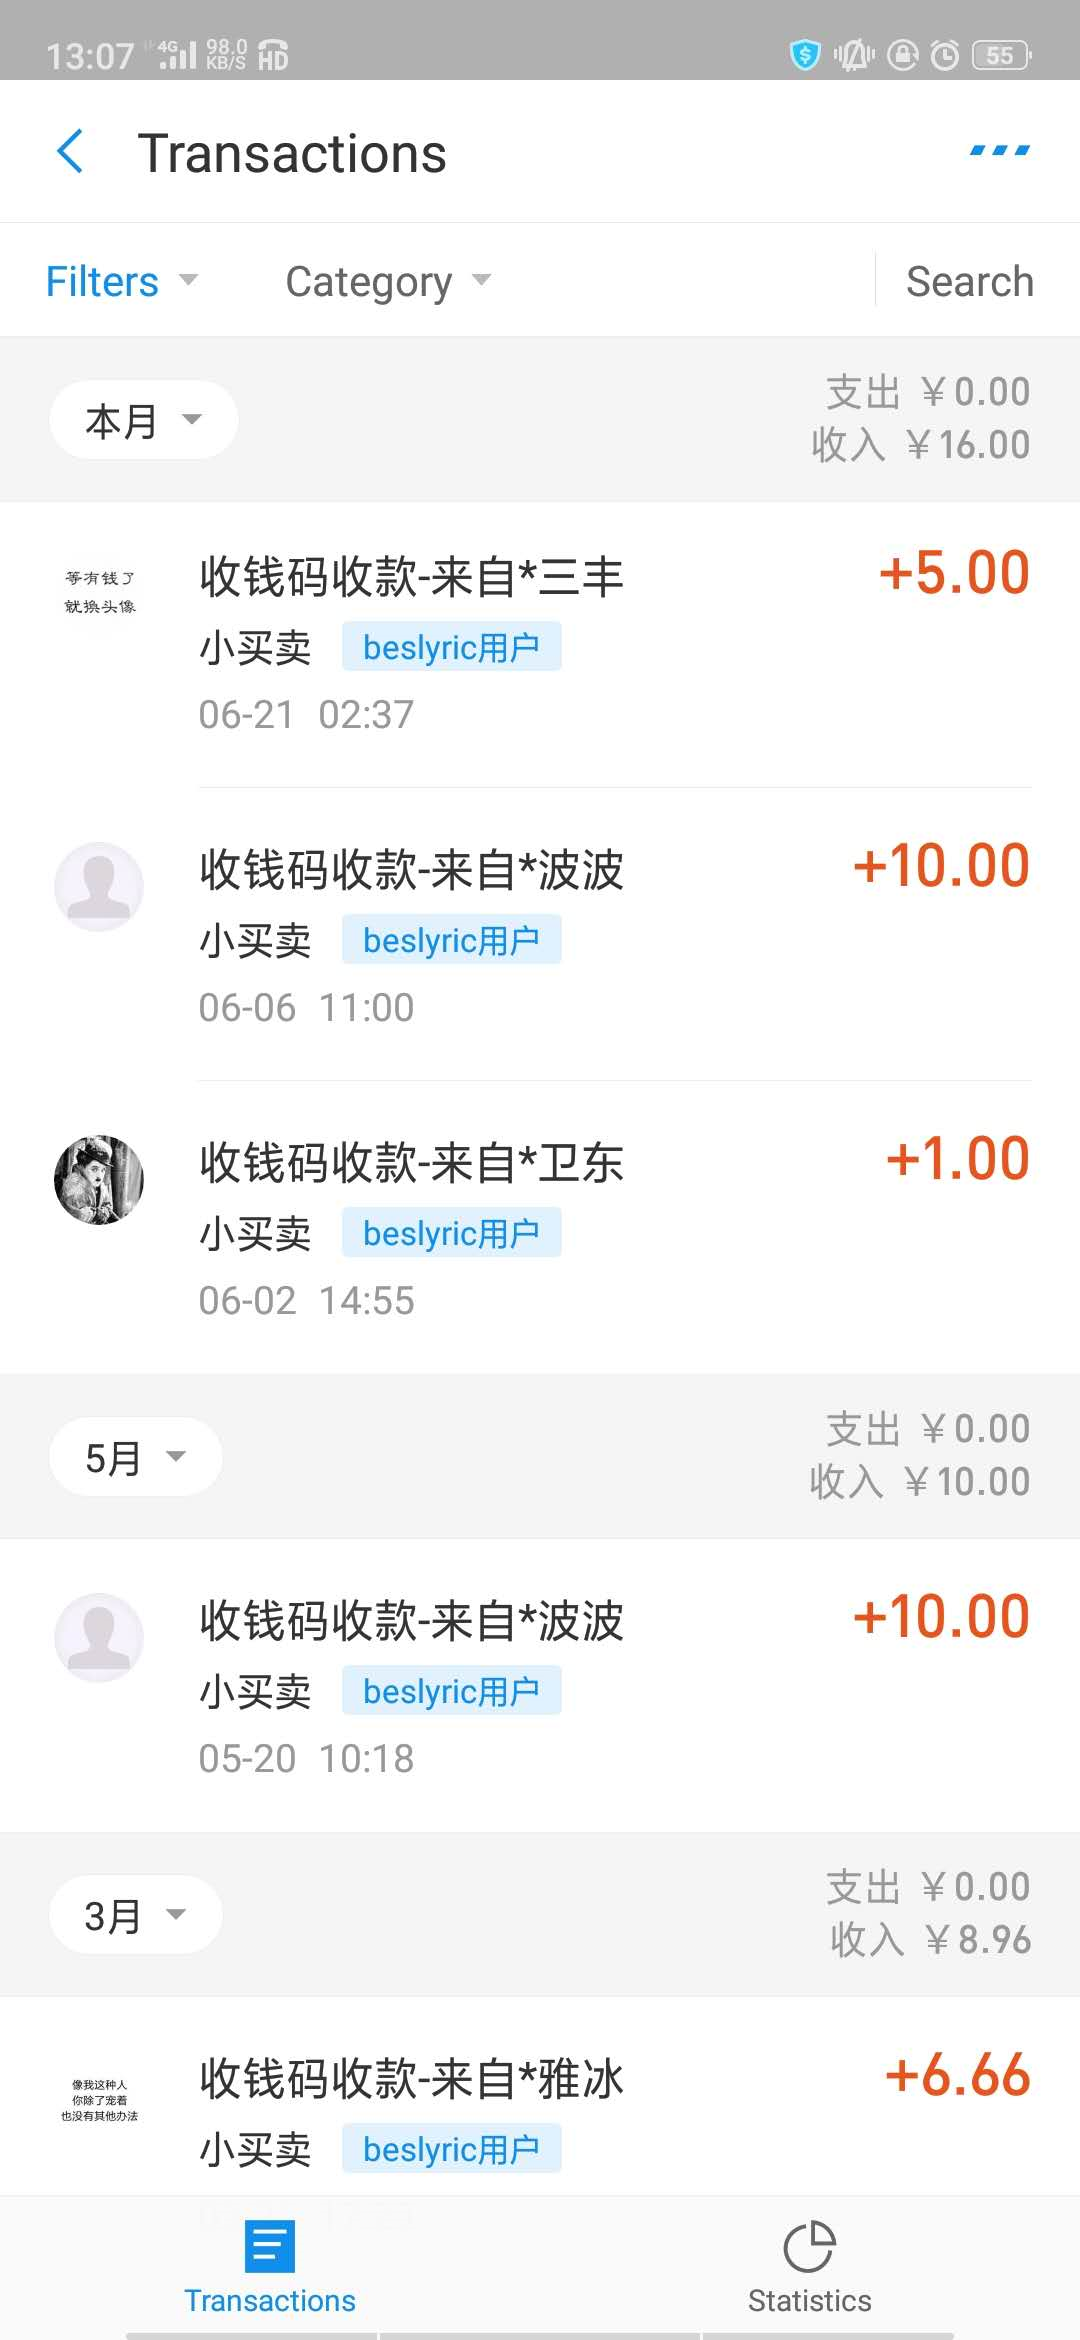 13:07 4G 98.0 KB/S HD 55
Transactions
Filters Category Search
本月 支出 ￥0.00
收入 ￥16.00
等有钱了
就换头像
收钱码收款-来自*三丰 +5.00
小买卖 beslyric用户
06-21 02:37
收钱码收款-来自*波波 +10.00
小买卖 beslyric用户
06-06 11:00
收钱码收款-来自*卫东 +1.00
小买卖 beslyric用户
06-02 14:55
5月 支出 ￥0.00
收入 ￥10.00
收钱码收款-来自*波波 +10.00
小买卖 beslyric用户
05-20 10:18
3月 支出 ￥0.00
收入 ￥8.96
像我这种人
你除了宠着
也没有其他办法
收钱码收款-来自*雅冰 +6.66
小买卖 beslyric用户
Transactions Statistics